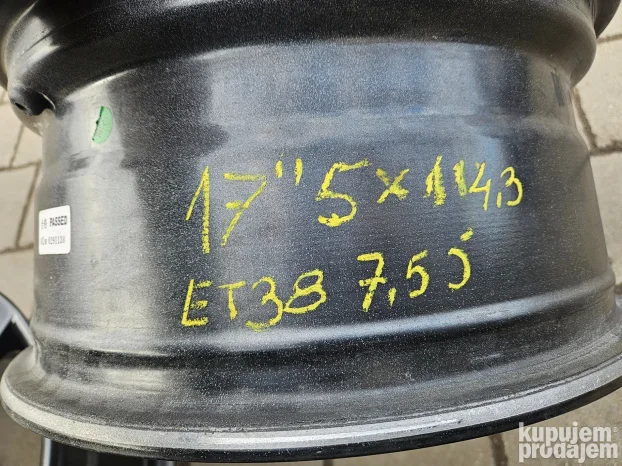 17" 5x114,3
ET38 7,5J
PASSED
kupujem
prodajem